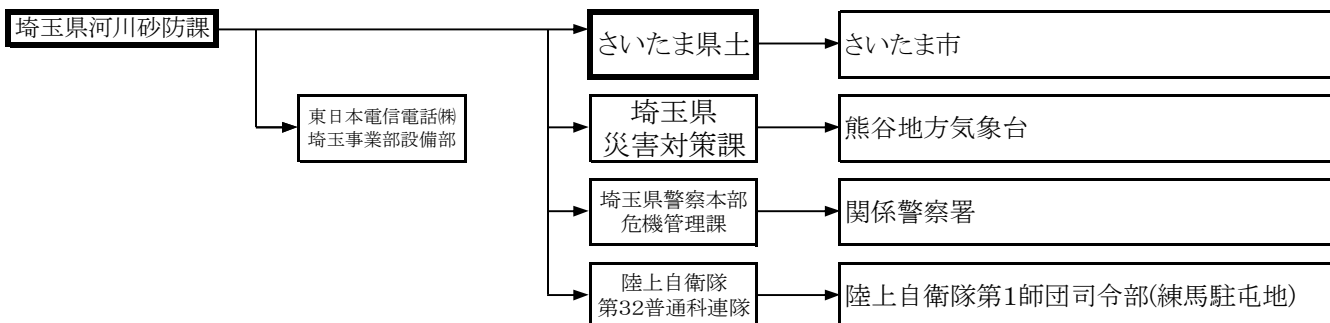 埼玉県河川砂防課
さいたま県土
さいたま市
東日本電信電話㈱
埼玉事業部設備部
埼玉県
災害対策課
熊谷地方気象台
埼玉県警察本部
危機管理課
関係警察署
陸上自衛隊
第32普通科連隊
陸上自衛隊第1師団司令部(練馬駐屯地)